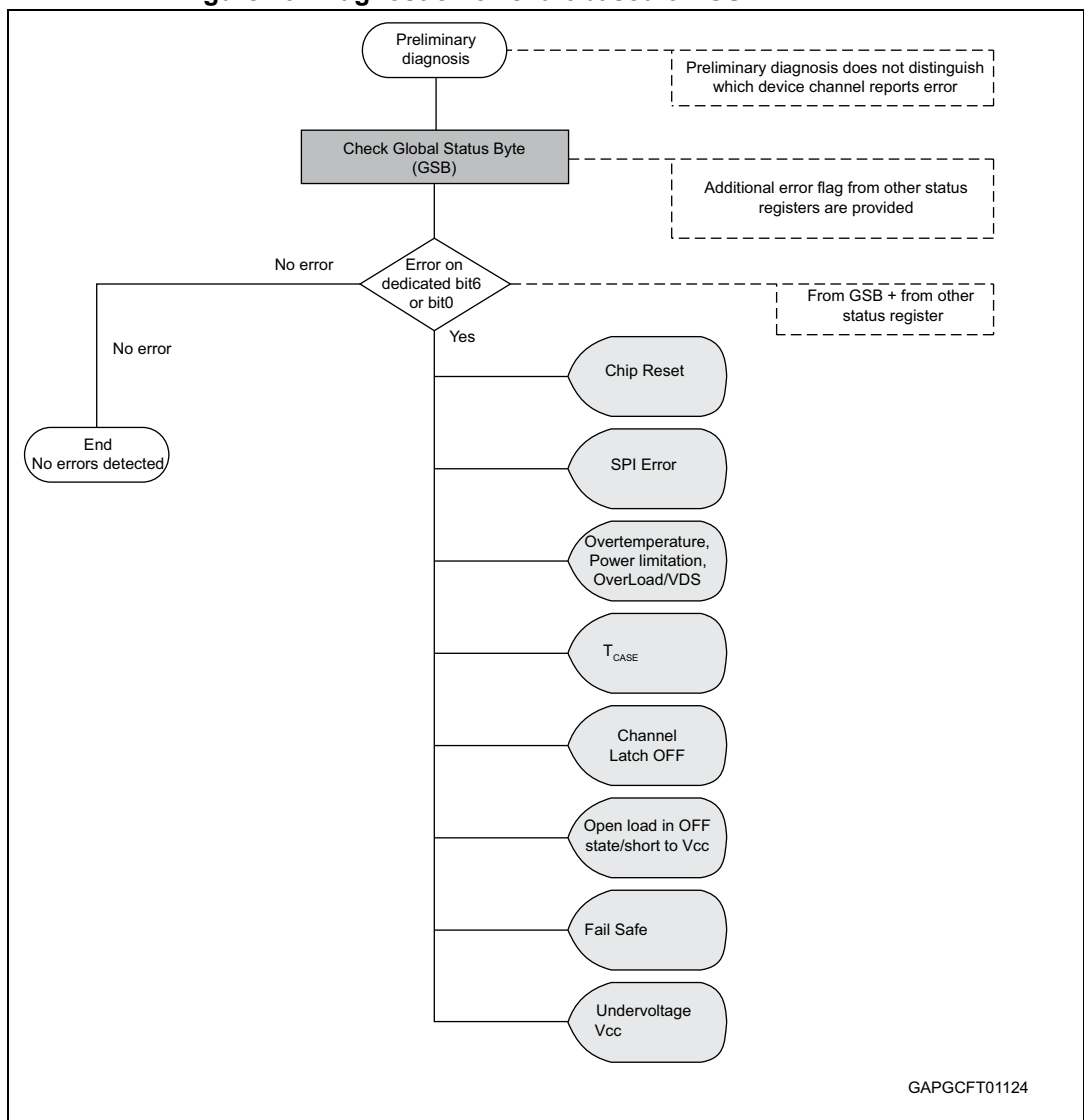 Preliminary
diagnosis
Preliminary diagnosis does not distinguish
which device channel reports error
Check Global Status Byte
(GSB)
Additional error flag from other status
registers are provided
No error
Error on
dedicated bit6
or bit0
From GSB + from other
status register
Yes
No error
Chip Reset
End
No errors detected
SPI Error
Overtemperature,
Power limitation,
OverLoad/VDS
TCASE
Channel
Latch OFF
Open load in OFF
state/short to Vcc
Fail Safe
Undervoltage
Vcc
GAPGCFT01124